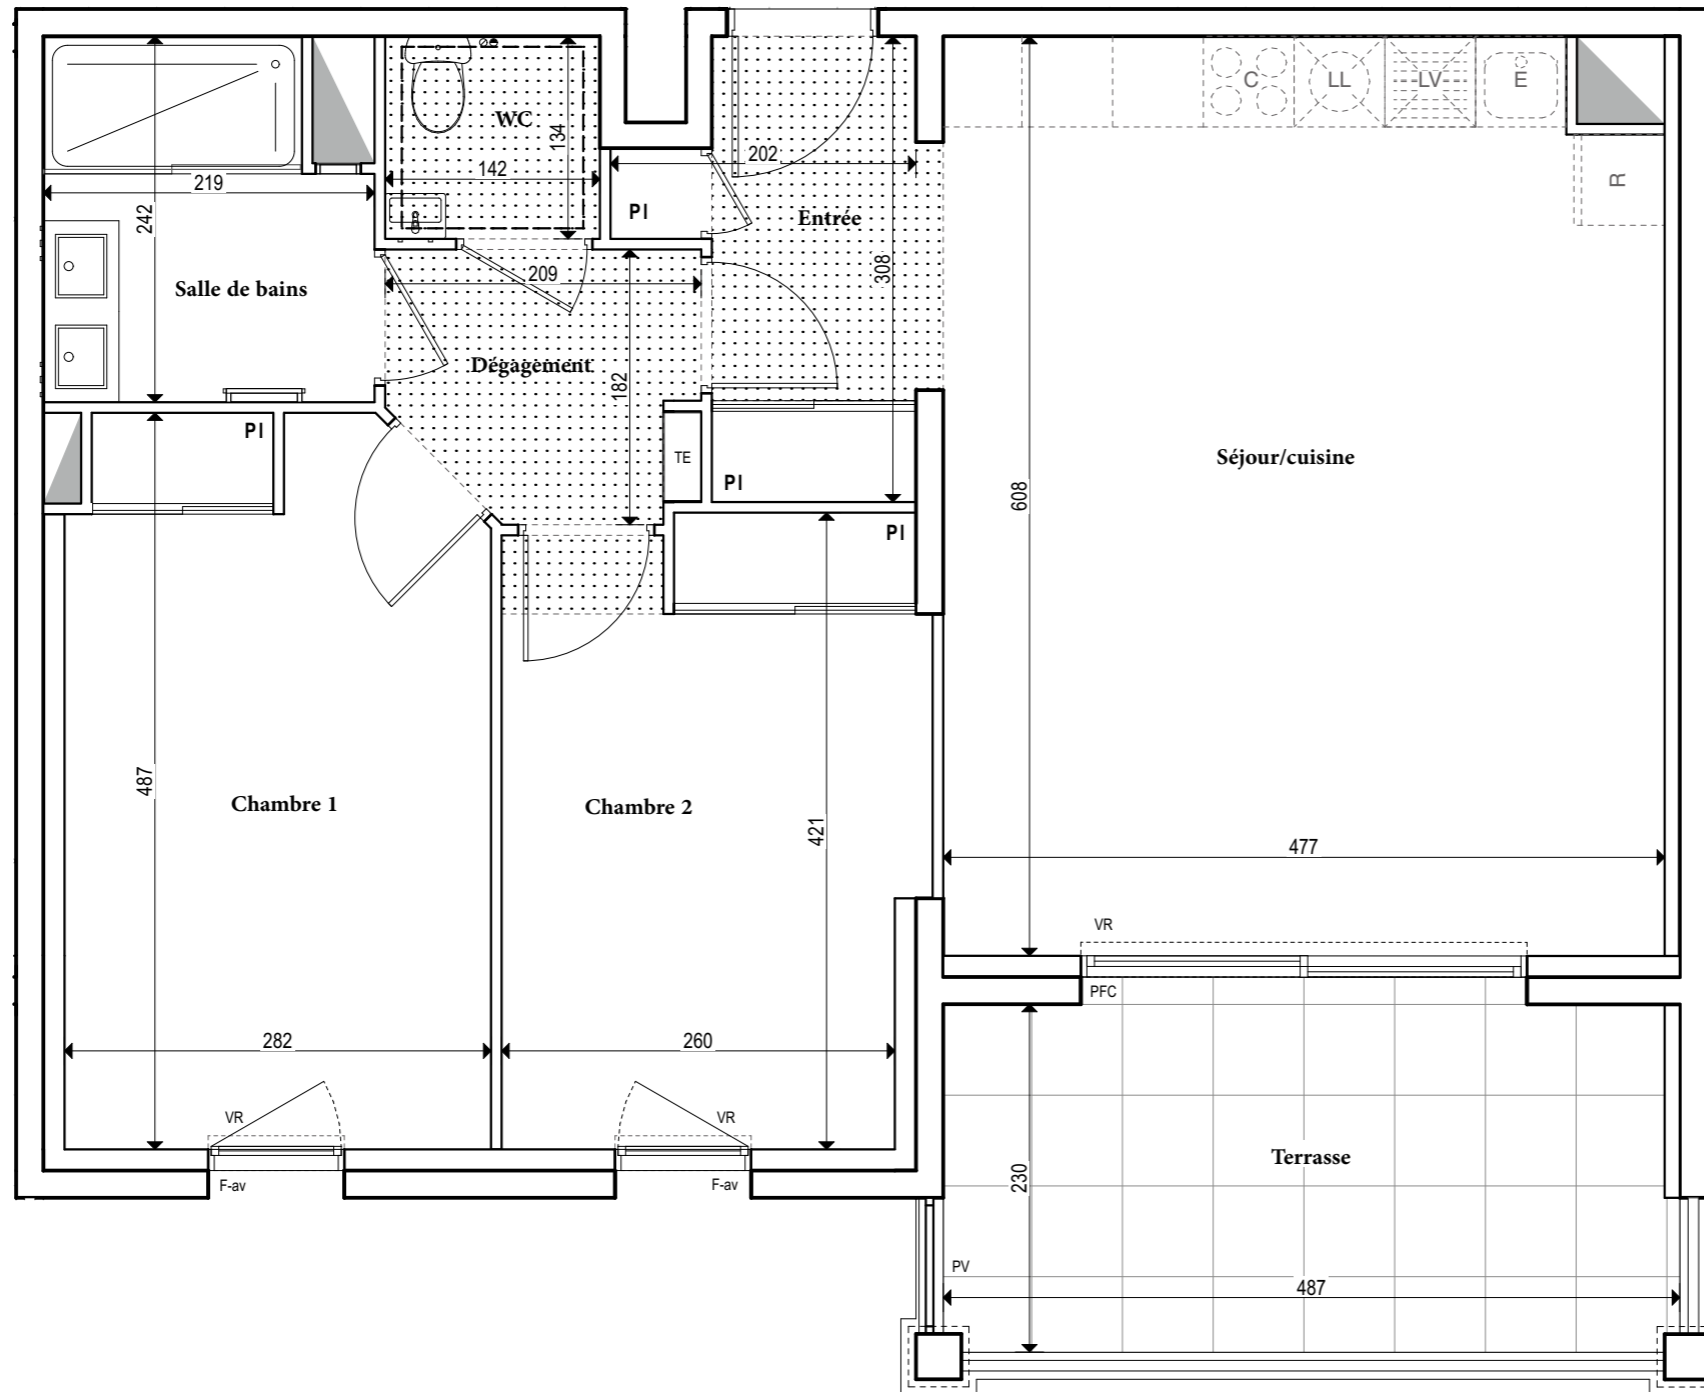 C
LL
LV
E
WC
134
142
202
R
219
242
PI
Entrée
308
209
Salle de bains
Dégagement
182
PI
TE
PI
PI
Séjour/cuisine
608
487
Chambre 1
Chambre 2
421
477
VR
PFC
282
260
VR
VR
F-av
F-av
Terrasse
230
PV
487